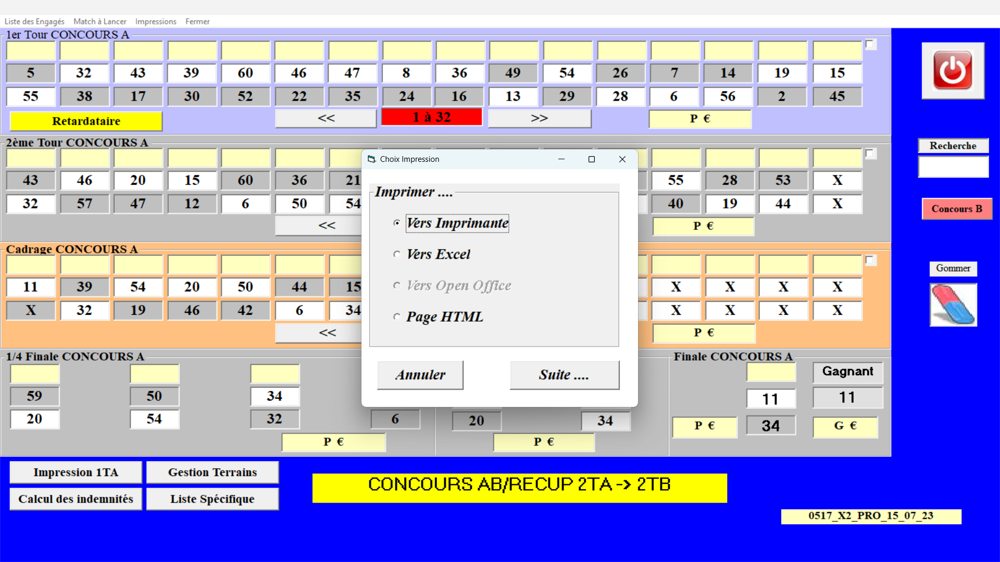 Liste des Engagés Match à Lancer Impressions Fermer
1er Tour CONCOURS A
5 32 43 39 60 46 47 8 36 49 54 26 7 14 19 15
55 38 17 30 52 22 35 24 16 13 29 28 6 56 2 45
Retardataire << 1 à 32 >> P €
2ème Tour CONCOURS A
43 46 20 15 60 36 21 55 28 53 X
32 57 47 12 6 50 54 40 19 44 X
<< P €
Cadrage CONCOURS A
11 39 54 20 50 44 15 X X X X
X 32 19 46 42 6 34 X X X X
<< P €
1/4 Finale CONCOURS A
59 50 34
20 54 32 6 20 34
P € P €
Finale CONCOURS A
Gagnant
11 11
P € 34 G €
Choix Impression
Imprimer ....
Vers Imprimante
Vers Excel
Vers Open Office
Page HTML
Annuler Suite ....
Recherche
Concours B
Gommer
Impression 1TA Gestion Terrains
Calcul des indemnités Liste Spécifique
CONCOURS AB/RECUP 2TA -> 2TB
0517_X2_PRO_15_07_23